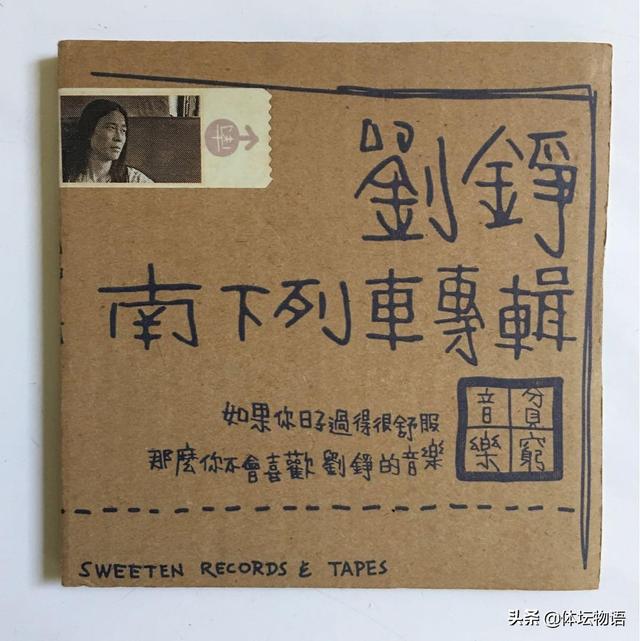 劉錚
南下列車專輯
如果你日子過得很舒服
那麼你不會喜歡劉錚的音樂
貧窮
音樂
SWEETEN RECORDS & TAPES
头条 @体坛物语